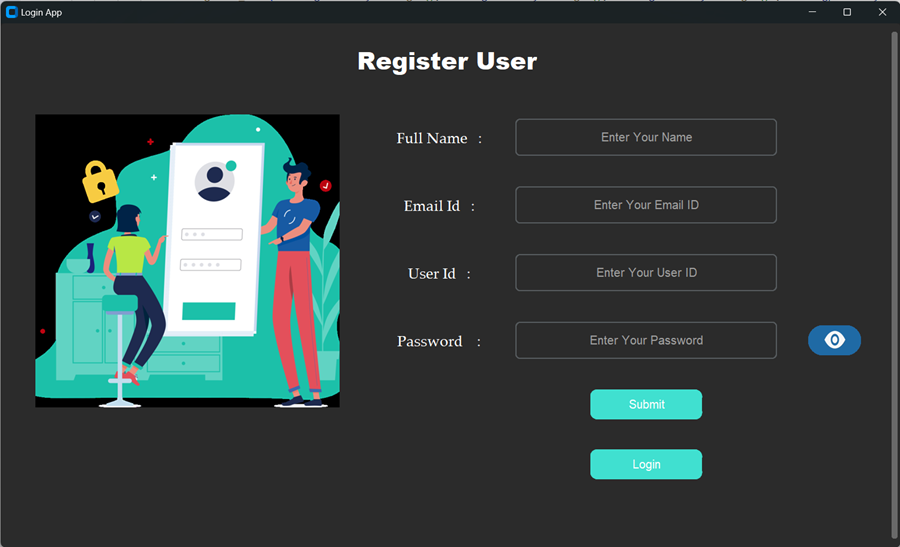 Login App
Register User
Full Name :
Enter Your Name
Email Id :
Enter Your Email ID
User Id :
Enter Your User ID
Password :
Enter Your Password
Submit
Login